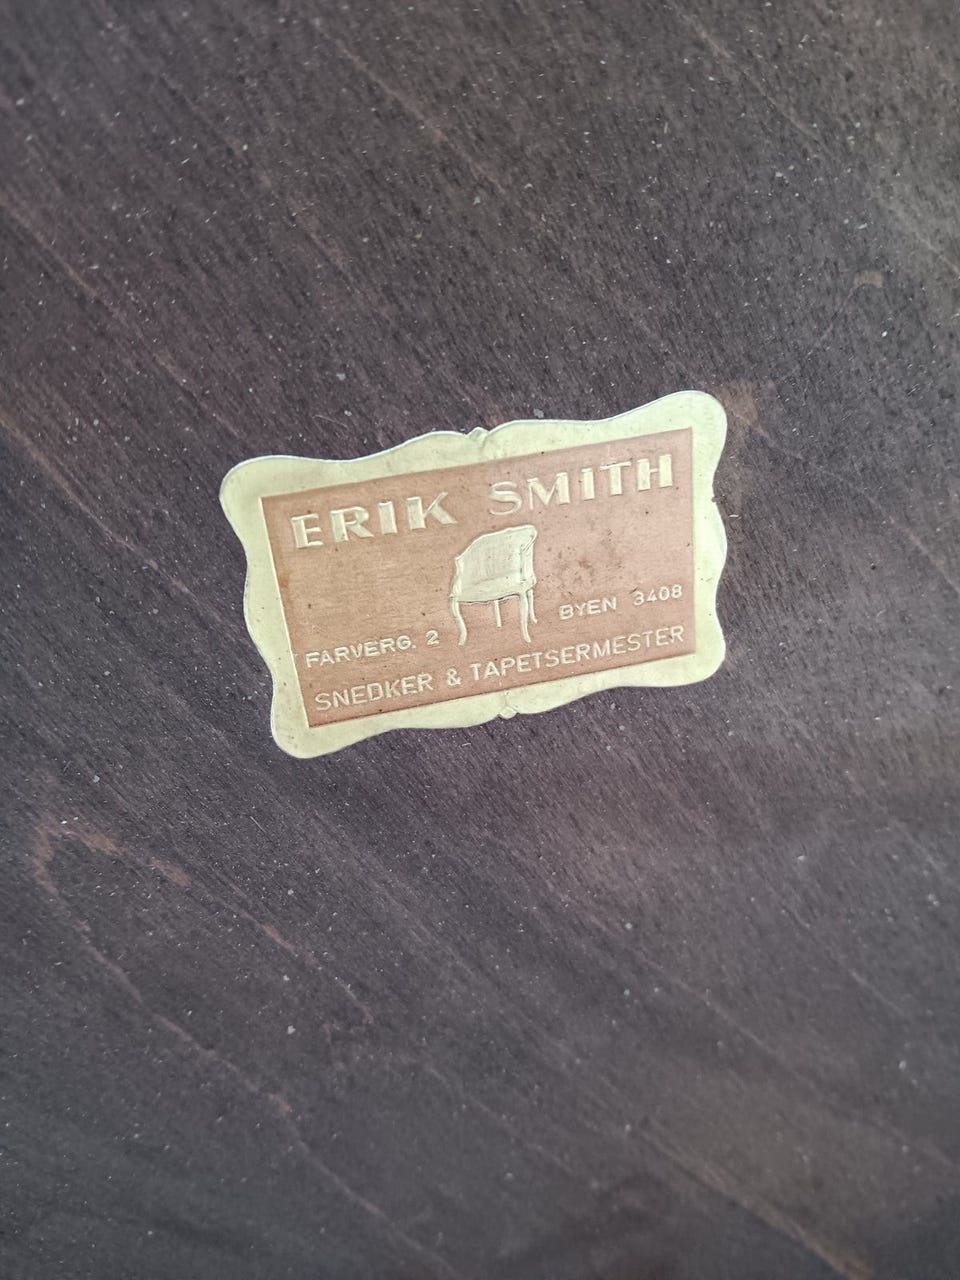 ERIK SMITH
FARVERG. 2 BYEN 3408
SNEDKER & TAPETSERMESTER